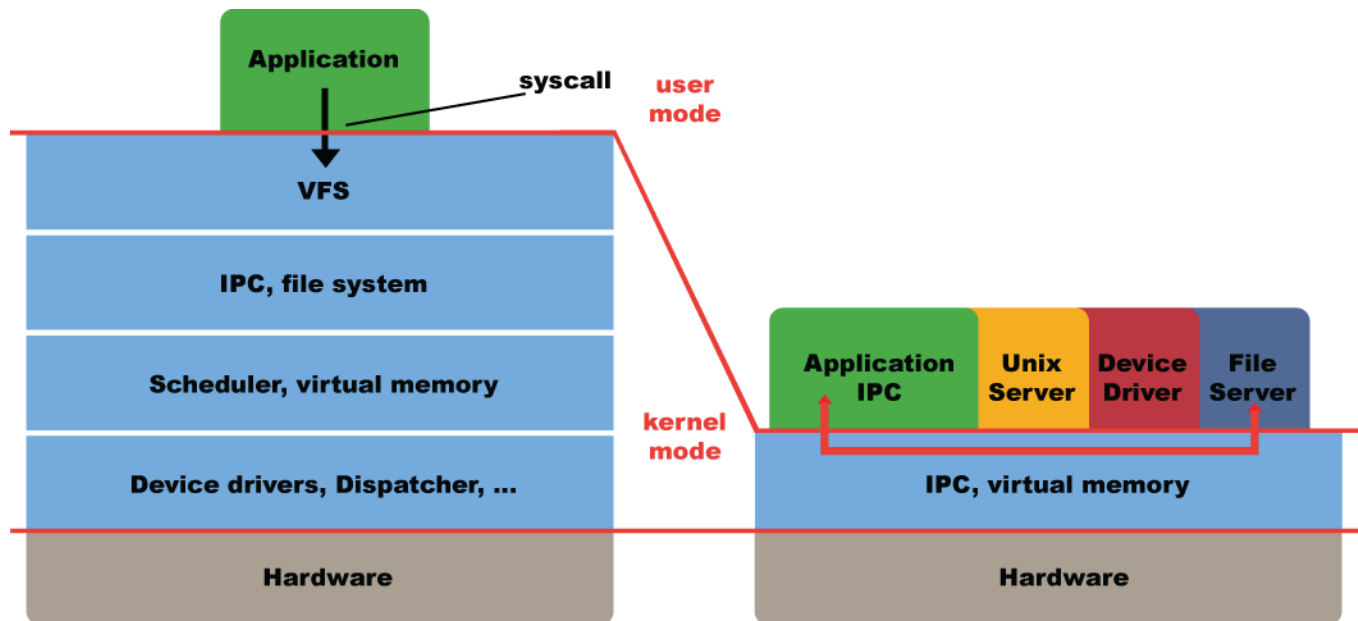 Application
syscall
user
mode
VFS
IPC, file system
Scheduler, virtual memory
Device drivers, Dispatcher, ...
Hardware
kernel
mode
Application
IPC
Unix
Server
Device
Driver
File
Server
IPC, virtual memory
Hardware